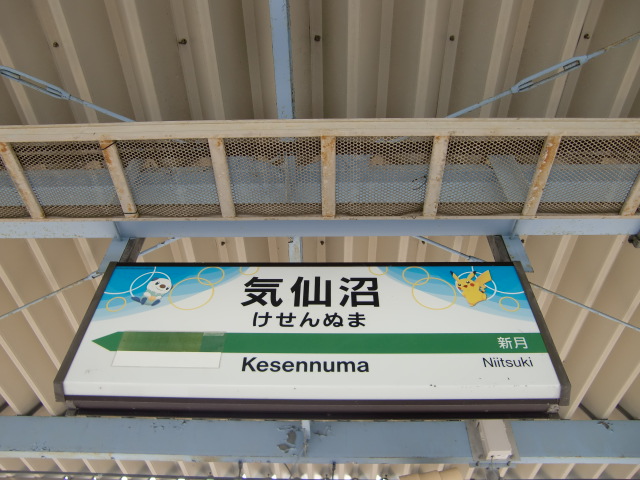 気仙沼
けせんぬま
新月
Kesennuma
Niitsuki